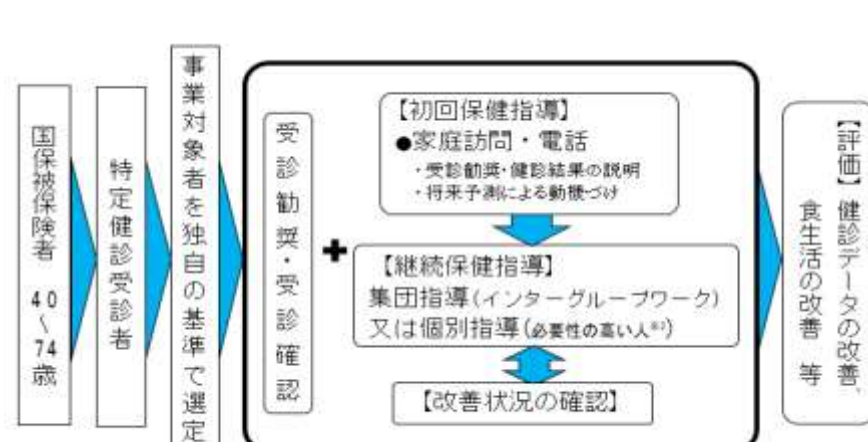 国保被保険者 40〜74歳
特定健診受診者
事業対象者を独自の基準で選定
受診勧奨・受診確認
+
【初回保健指導】
●家庭訪問・電話
・受診勧奨・健診結果の説明
・将来予測による動機づけ
【継続保健指導】
集団指導(インターグループワーク)
又は個別指導(必要性の高い人)
【改善状況の確認】
【評価】健診データの改善、
食生活の改善 等